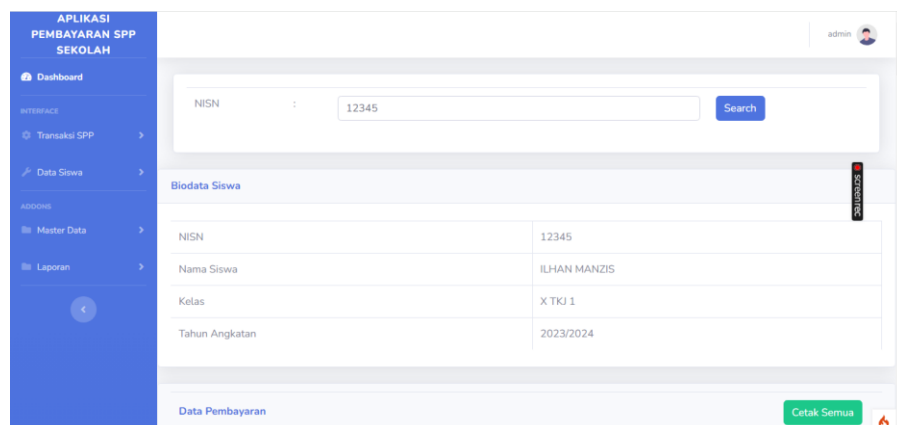 APLIKASI
PEMBAYARAN SPP
SEKOLAH
admin
Dashboard
INTERFACE
Transaksi SPP
Data Siswa
ADDONS
Master Data
Laporan
NISN : 12345 Search
screenrec
Biodata Siswa
NISN 12345
Nama Siswa ILHAN MANZIS
Kelas X TKJ 1
Tahun Angkatan 2023/2024
Data Pembayaran Cetak Semua